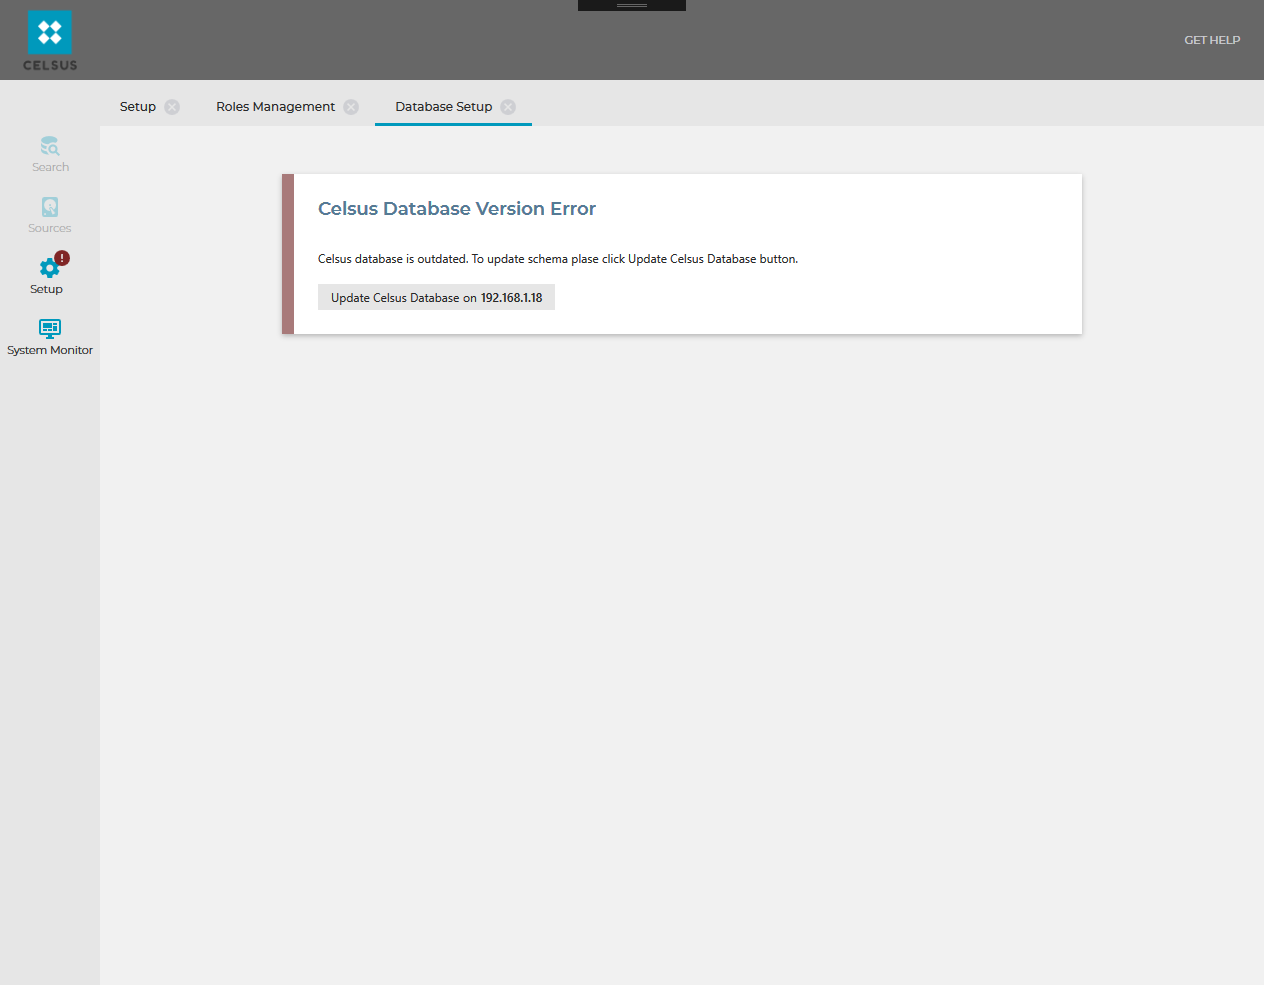 CELSUS
GET HELP
Setup
Roles Management
Database Setup
Search
Sources
!
Setup
System Monitor
Celsus Database Version Error
Celsus database is outdated. To update schema plase click Update Celsus Database button.
Update Celsus Database on 192.168.1.18